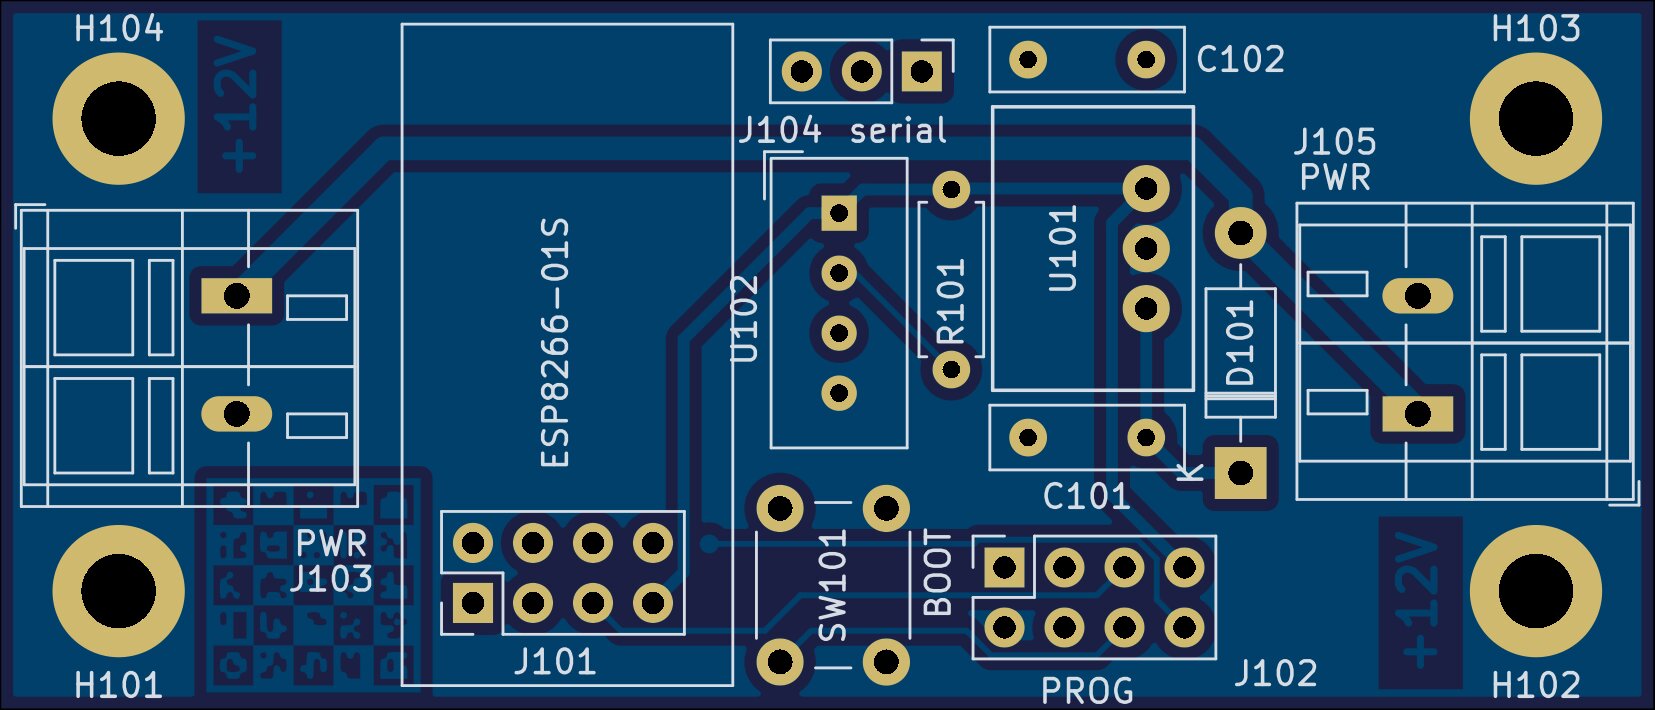 H104
+12V
C102
H103
J104 serial
J105
PWR
ESP8266-01S
U102
R101
U101
D101
K
C101
PWR
J103
SW101
BOOT
+12V
J101
J102
H101
PROG
H102